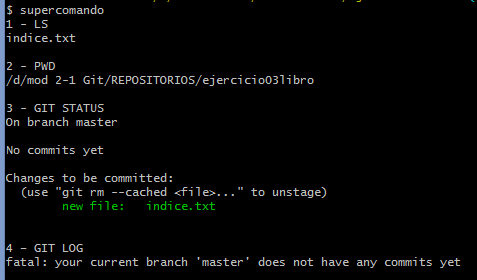 $ supercomando
1 - LS
indice.txt
2 - PWD
/d/mod 2-1 Git/REPOSITORIOS/ejercicio03libro
3 - GIT STATUS
On branch master
No commits yet
Changes to be committed:
(use "git rm --cached <file>..." to unstage)
new file:   indice.txt
4 - GIT LOG
fatal: your current branch 'master' does not have any commits yet